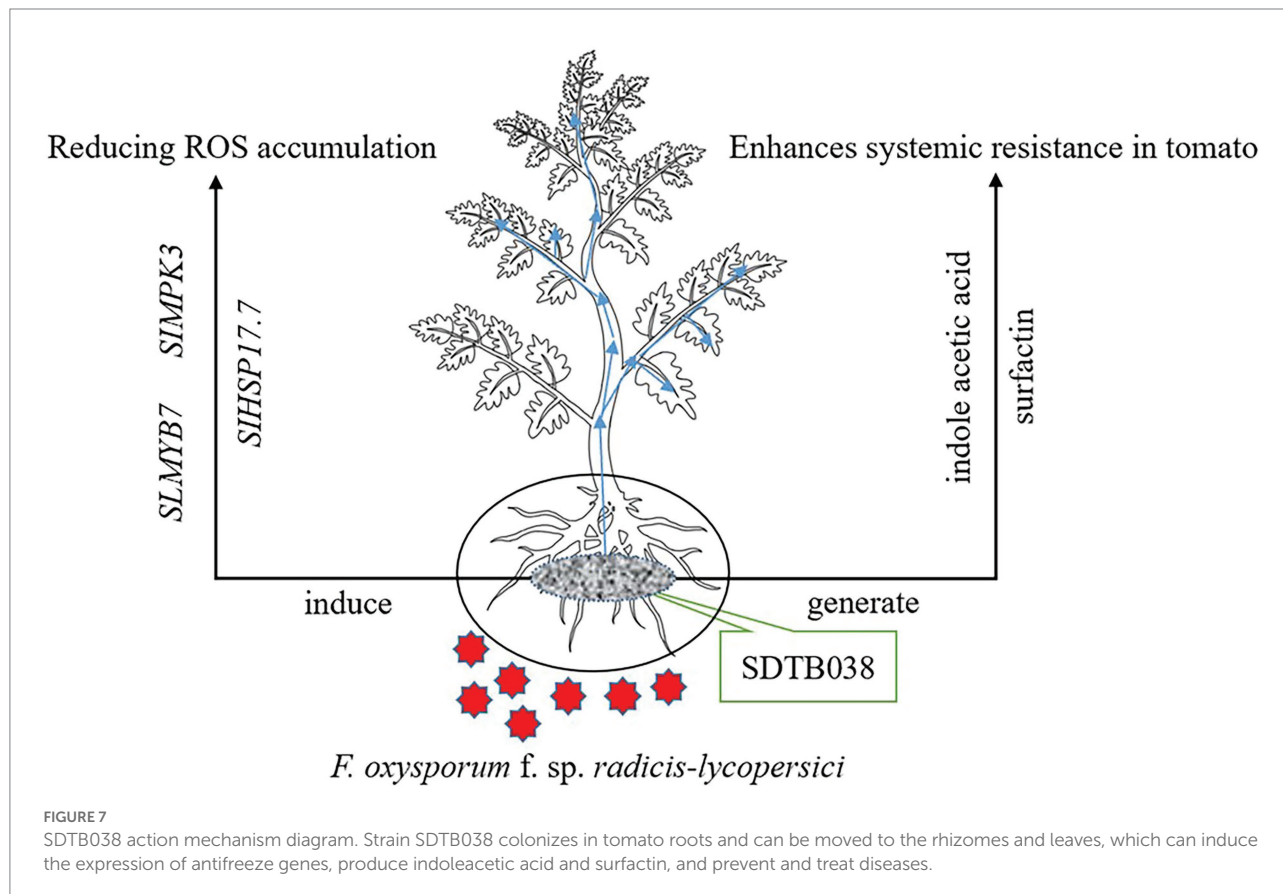 Reducing ROS accumulation
Enhances systemic resistance in tomato
SLMYB7 SlMPK3
SlHSP17.7
indole acetic acid
surfactin
induce
generate
SDTB038
F. oxysporum f. sp. radicis-lycopersici
FIGURE 7
SDTB038 action mechanism diagram. Strain SDTB038 colonizes in tomato roots and can be moved to the rhizomes and leaves, which can induce
the expression of antifreeze genes, produce indoleacetic acid and surfactin, and prevent and treat diseases.